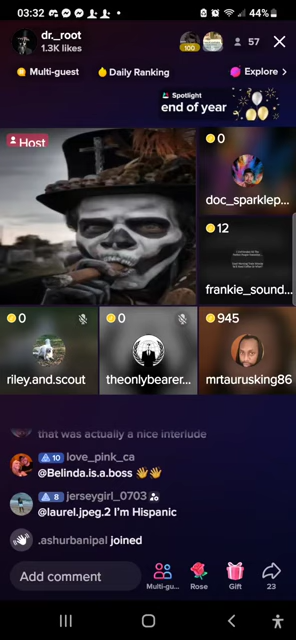 03:32
44%
dr._root
1.3K likes
100
57
Multi-guest
Daily Ranking
Explore >
Spotlight
end of year
Host
0
doc_sparklep...
12
frankie_sound...
0
riley.and.scout
0
theonlybearer...
945
mrtaurusking86
that was actually a nice interlude
10 love_pink_ca
@Belinda.is.a.boss 👋👋
8 jerseygirl_0703
@laurel.jpeg.2 I'm Hispanic
.ashurbanipal joined
Add comment
Multi-gu...
Rose
Gift
23